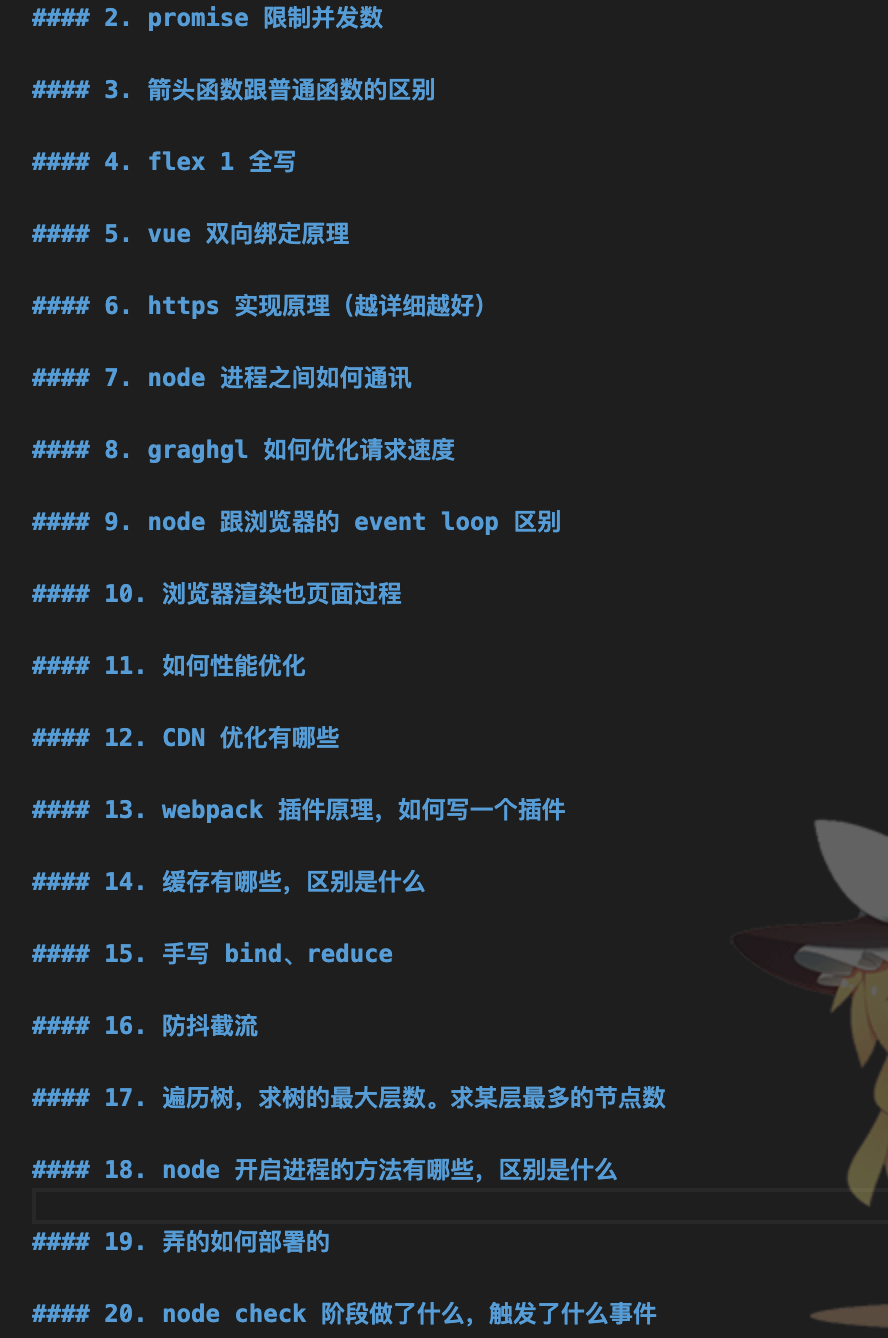 #### 2. promise 限制并发数
#### 3. 箭头函数跟普通函数的区别
#### 4. flex 1 全写
#### 5. vue 双向绑定原理
#### 6. https 实现原理（越详细越好）
#### 7. node 进程之间如何通讯
#### 8. graghgl 如何优化请求速度
#### 9. node 跟浏览器的 event loop 区别
#### 10. 浏览器渲染也页面过程
#### 11. 如何性能优化
#### 12. CDN 优化有哪些
#### 13. webpack 插件原理，如何写一个插件
#### 14. 缓存有哪些，区别是什么
#### 15. 手写 bind、reduce
#### 16. 防抖截流
#### 17. 遍历树，求树的最大层数。求某层最多的节点数
#### 18. node 开启进程的方法有哪些，区别是什么
#### 19. 弄的如何部署的
#### 20. node check 阶段做了什么，触发了什么事件